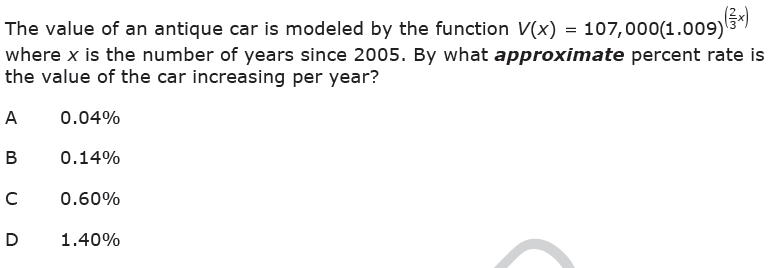 The value of an antique car is modeled by the function V(x) = 107,000(1.009)^(2/3 x)
where x is the number of years since 2005. By what approximate percent rate is
the value of the car increasing per year?
A 0.04%
B 0.14%
C 0.60%
D 1.40%